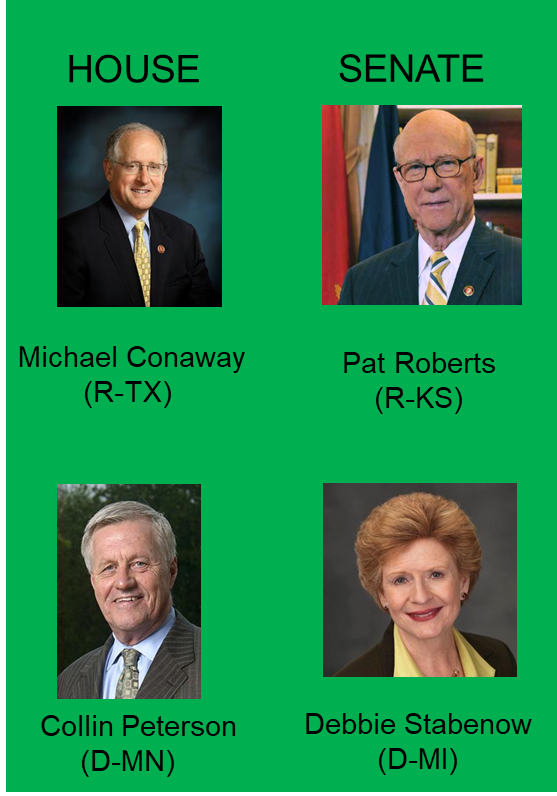 HOUSE
SENATE
Michael Conaway
(R-TX)
Pat Roberts
(R-KS)
Collin Peterson
(D-MN)
Debbie Stabenow
(D-MI)